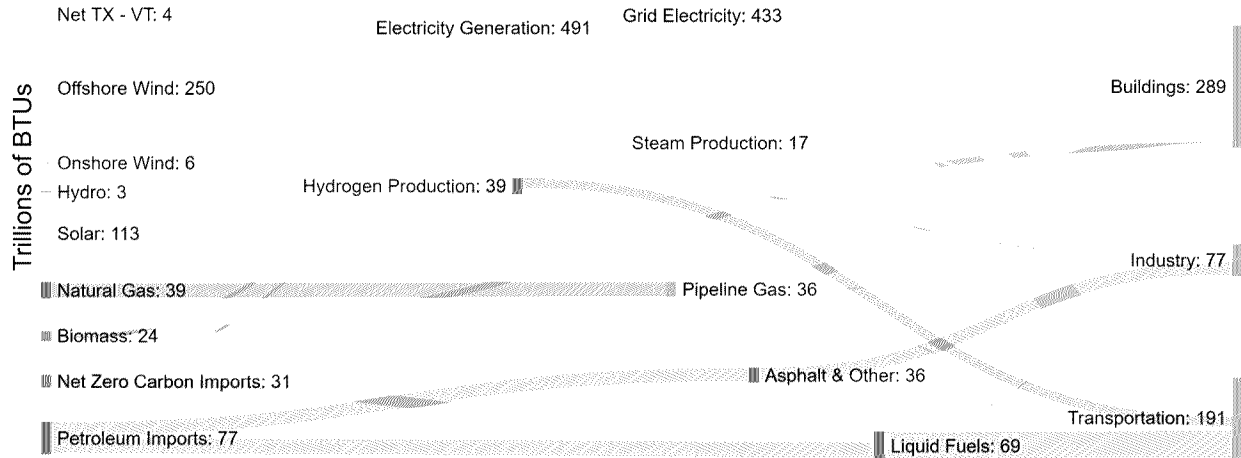 Net TX - VT: 4
Electricity Generation: 491
Grid Electricity: 433
Trillions of BTUs
Offshore Wind: 250
Buildings: 289
Steam Production: 17
Onshore Wind: 6
Hydro: 3
Hydrogen Production: 39
Solar: 113
Industry: 77
Natural Gas: 39
Pipeline Gas: 36
Biomass: 24
Net Zero Carbon Imports: 31
Asphalt & Other: 36
Transportation: 191
Petroleum Imports: 77
Liquid Fuels: 69